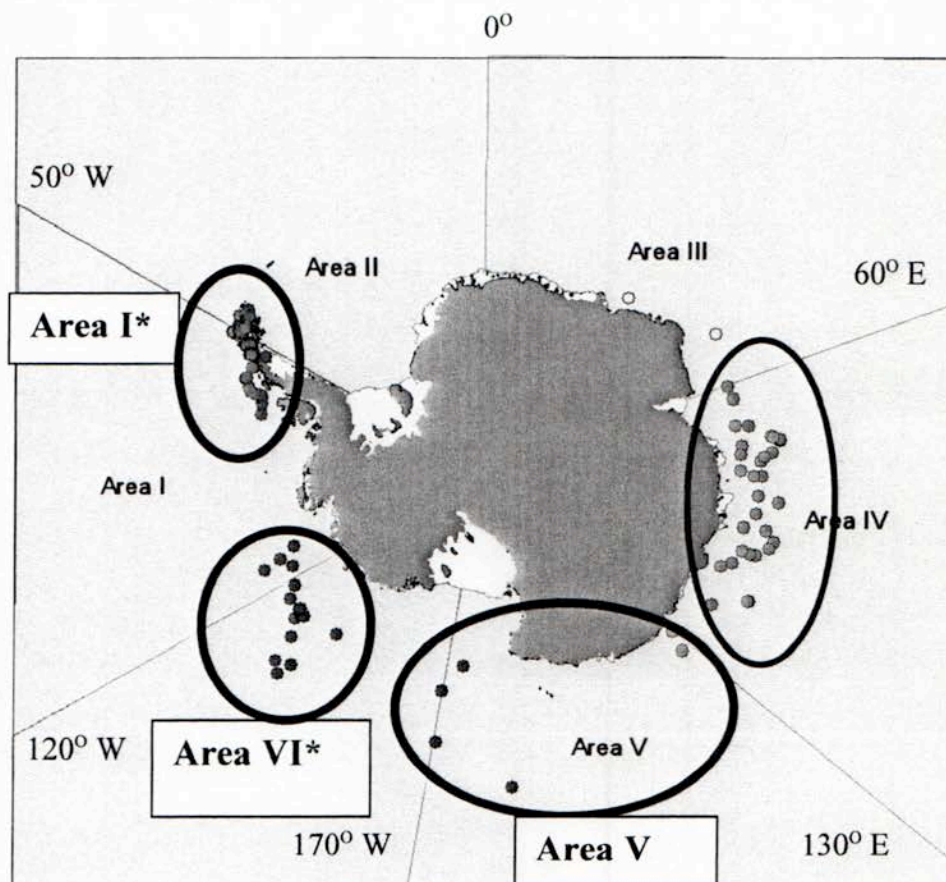 0°
50° W
Area II
Area III
60° E
Area I*
Area I
Area IV
Area VI*
Area V
120° W
170° W
Area V
130° E